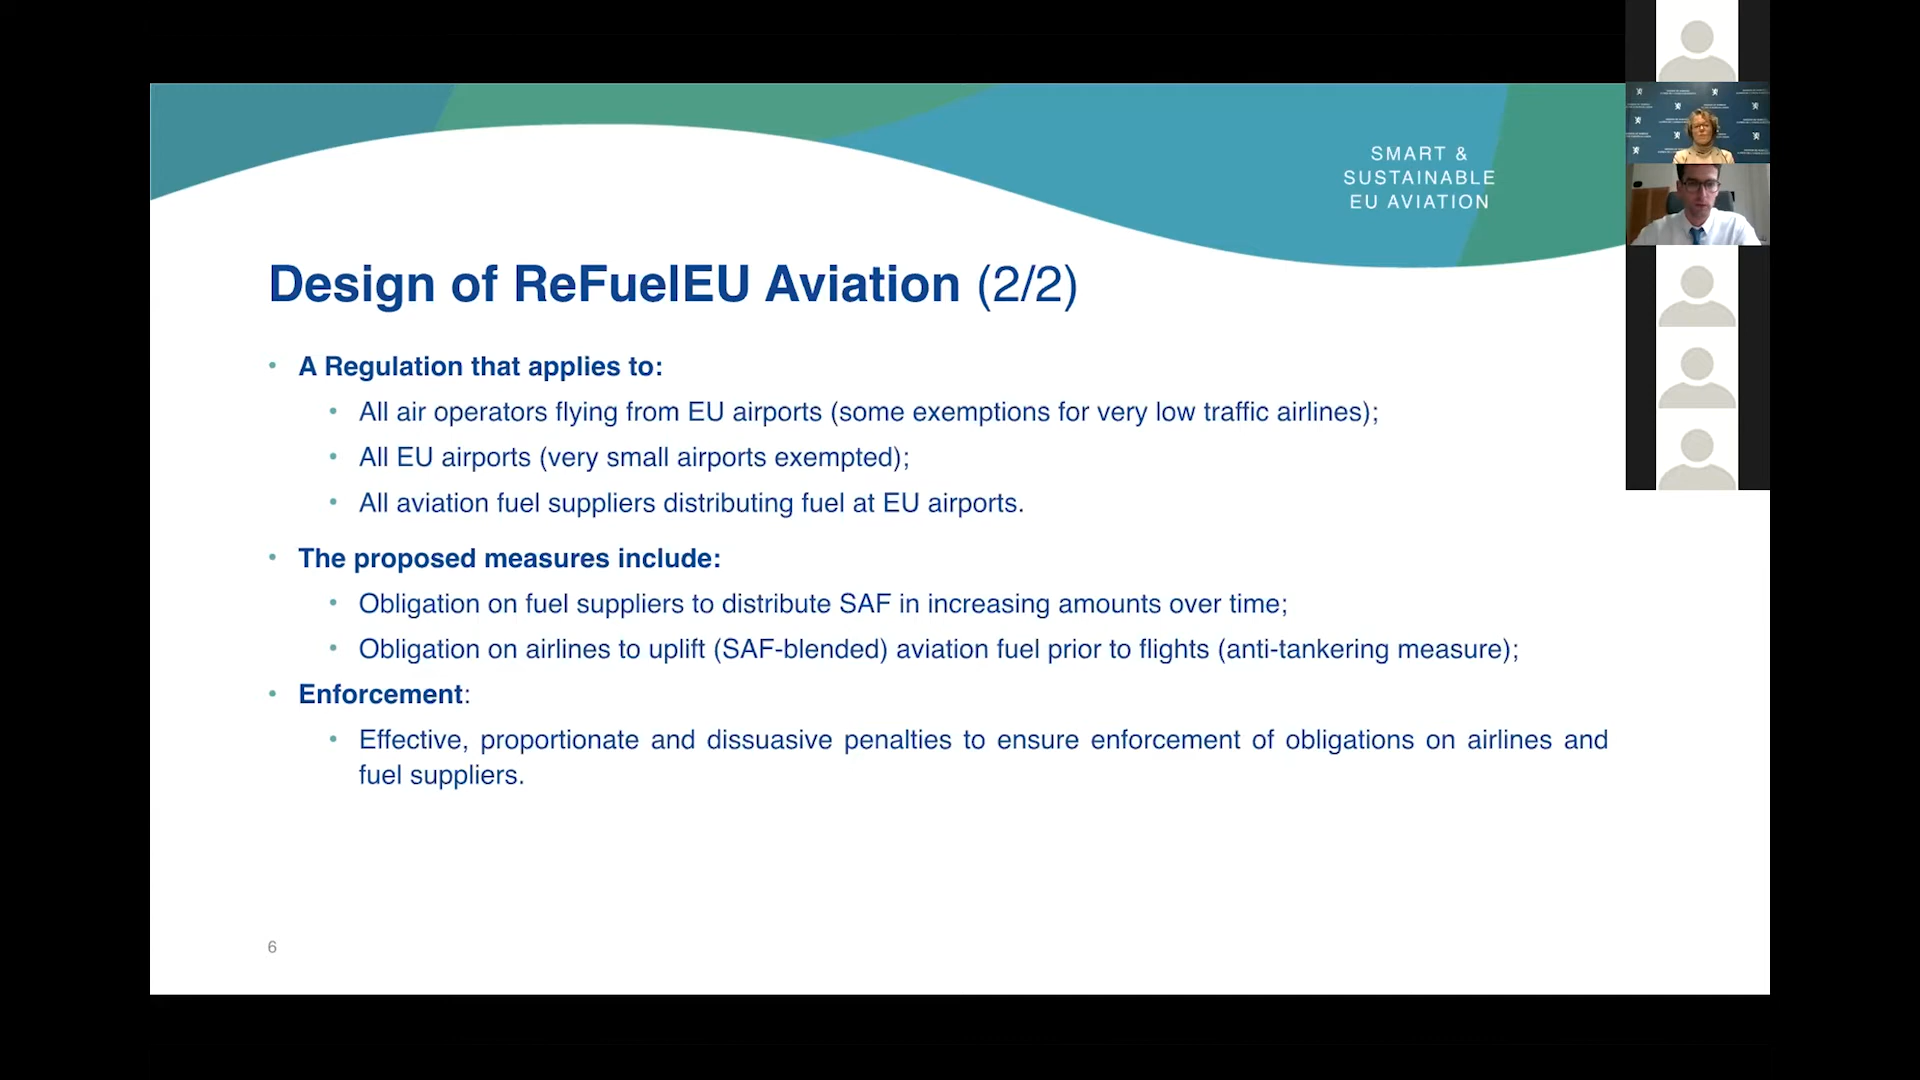 SMART &
SUSTAINABLE
EU AVIATION
Design of ReFuelEU Aviation (2/2)
• A Regulation that applies to:
• All air operators flying from EU airports (some exemptions for very low traffic airlines);
• All EU airports (very small airports exempted);
• All aviation fuel suppliers distributing fuel at EU airports.
• The proposed measures include:
• Obligation on fuel suppliers to distribute SAF in increasing amounts over time;
• Obligation on airlines to uplift (SAF-blended) aviation fuel prior to flights (anti-tankering measure);
• Enforcement:
• Effective, proportionate and dissuasive penalties to ensure enforcement of obligations on airlines and
fuel suppliers.
6